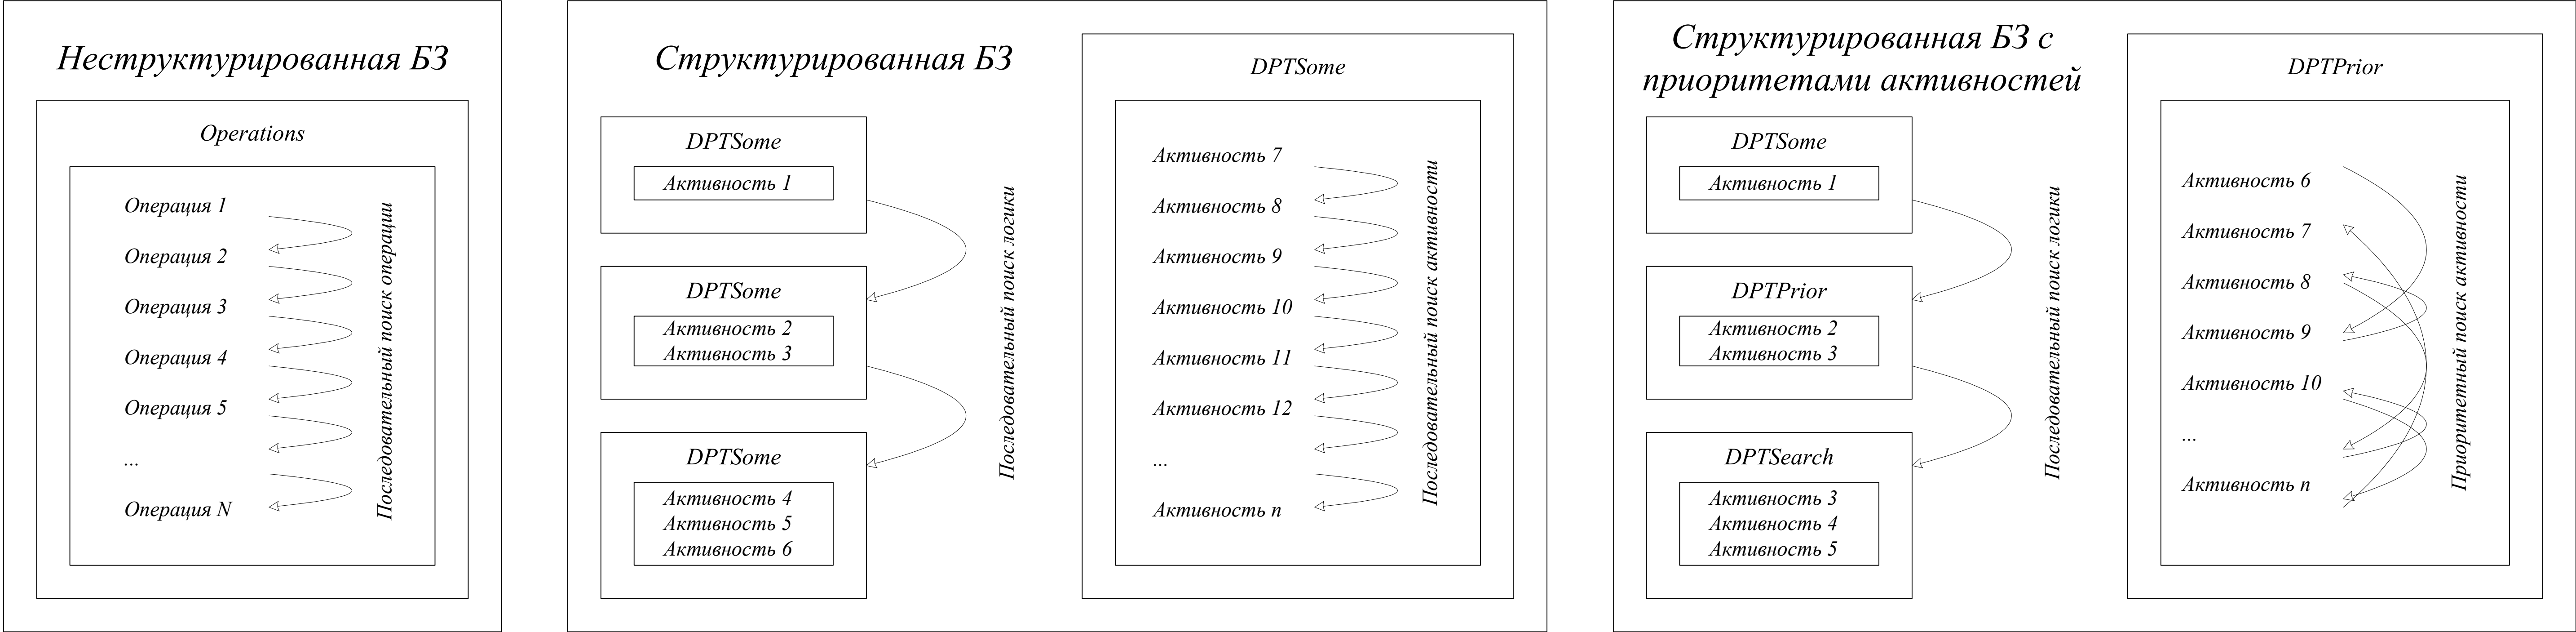 Неструктурированная БЗ
Operations
Операция 1
Операция 2
Операция 3
Операция 4
Операция 5
...
Операция N
Последовательный поиск операции
Структурированная БЗ
DPTSome
Активность 1
DPTSome
Активность 2
Активность 3
DPTSome
Активность 4
Активность 5
Активность 6
Последовательный поиск логики
DPTSome
Активность 7
Активность 8
Активность 9
Активность 10
Активность 11
Активность 12
...
Активность n
Последовательный поиск активности
Структурированная БЗ с
приоритетами активностей
DPTSome
Активность 1
DPTPrior
Активность 2
Активность 3
DPTSearch
Активность 3
Активность 4
Активность 5
Последовательный поиск логики
DPTPrior
Активность 6
Активность 7
Активность 8
Активность 9
Активность 10
...
Активность n
Приоритетный поиск активности